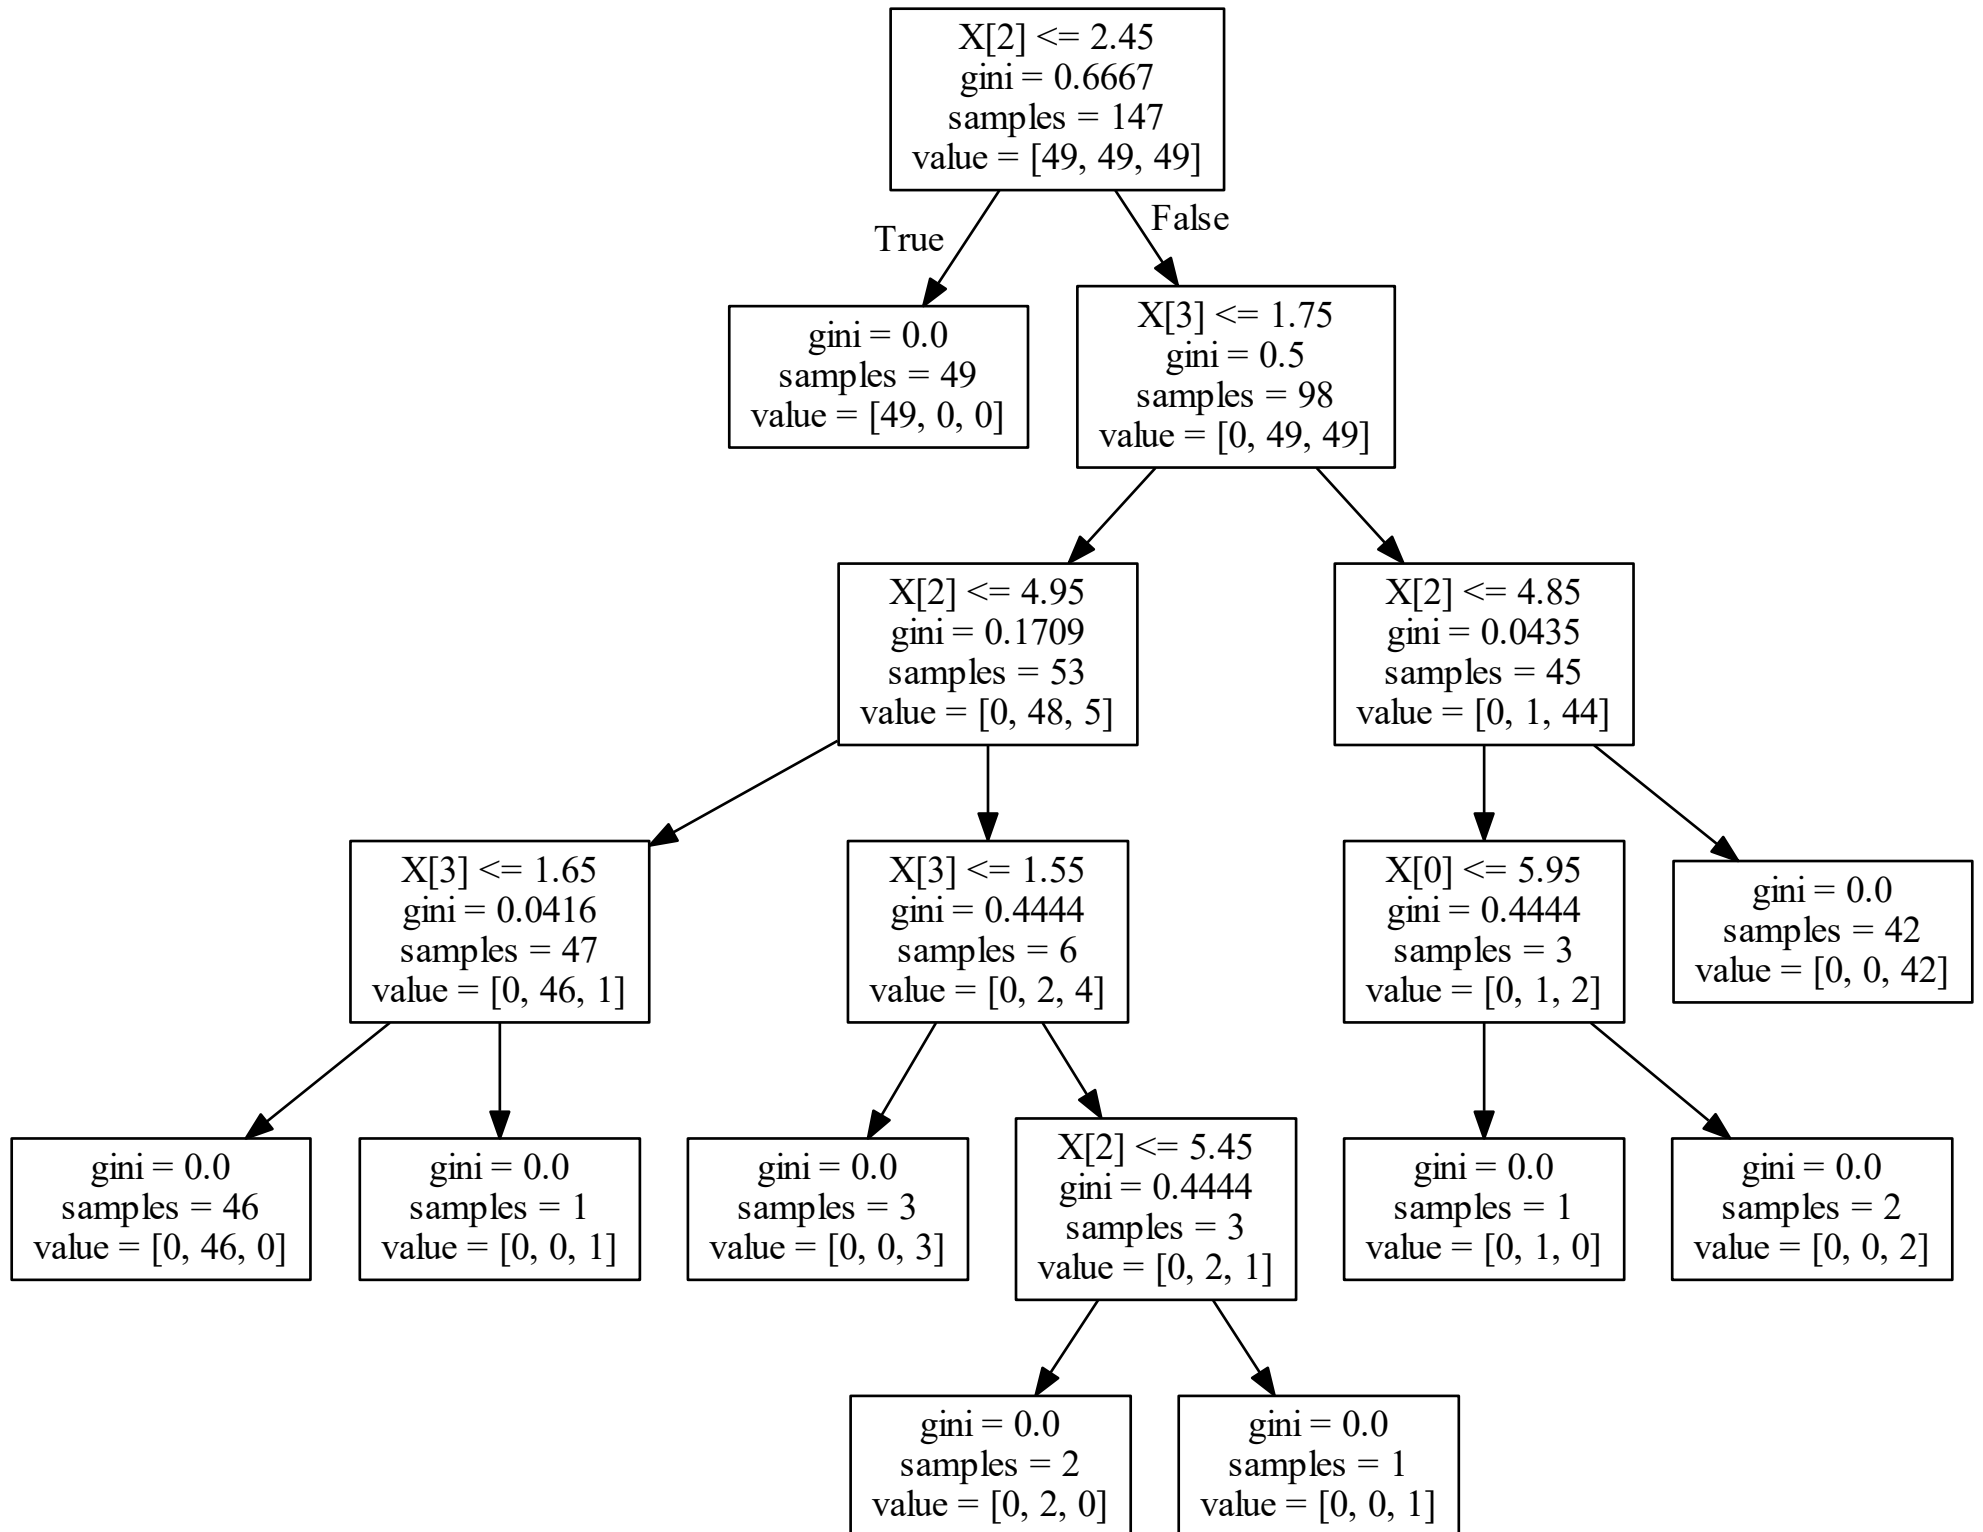 X[2] <= 2.45
gini = 0.6667
samples = 147
value = [49, 49, 49]
True
False
gini = 0.0
samples = 49
value = [49, 0, 0]
X[3] <= 1.75
gini = 0.5
samples = 98
value = [0, 49, 49]
X[2] <= 4.95
gini = 0.1709
samples = 53
value = [0, 48, 5]
X[2] <= 4.85
gini = 0.0435
samples = 45
value = [0, 1, 44]
X[3] <= 1.65
gini = 0.0416
samples = 47
value = [0, 46, 1]
X[3] <= 1.55
gini = 0.4444
samples = 6
value = [0, 2, 4]
X[0] <= 5.95
gini = 0.4444
samples = 3
value = [0, 1, 2]
gini = 0.0
samples = 42
value = [0, 0, 42]
gini = 0.0
samples = 46
value = [0, 46, 0]
gini = 0.0
samples = 1
value = [0, 0, 1]
gini = 0.0
samples = 3
value = [0, 0, 3]
X[2] <= 5.45
gini = 0.4444
samples = 3
value = [0, 2, 1]
gini = 0.0
samples = 1
value = [0, 1, 0]
gini = 0.0
samples = 2
value = [0, 0, 2]
gini = 0.0
samples = 2
value = [0, 2, 0]
gini = 0.0
samples = 1
value = [0, 0, 1]